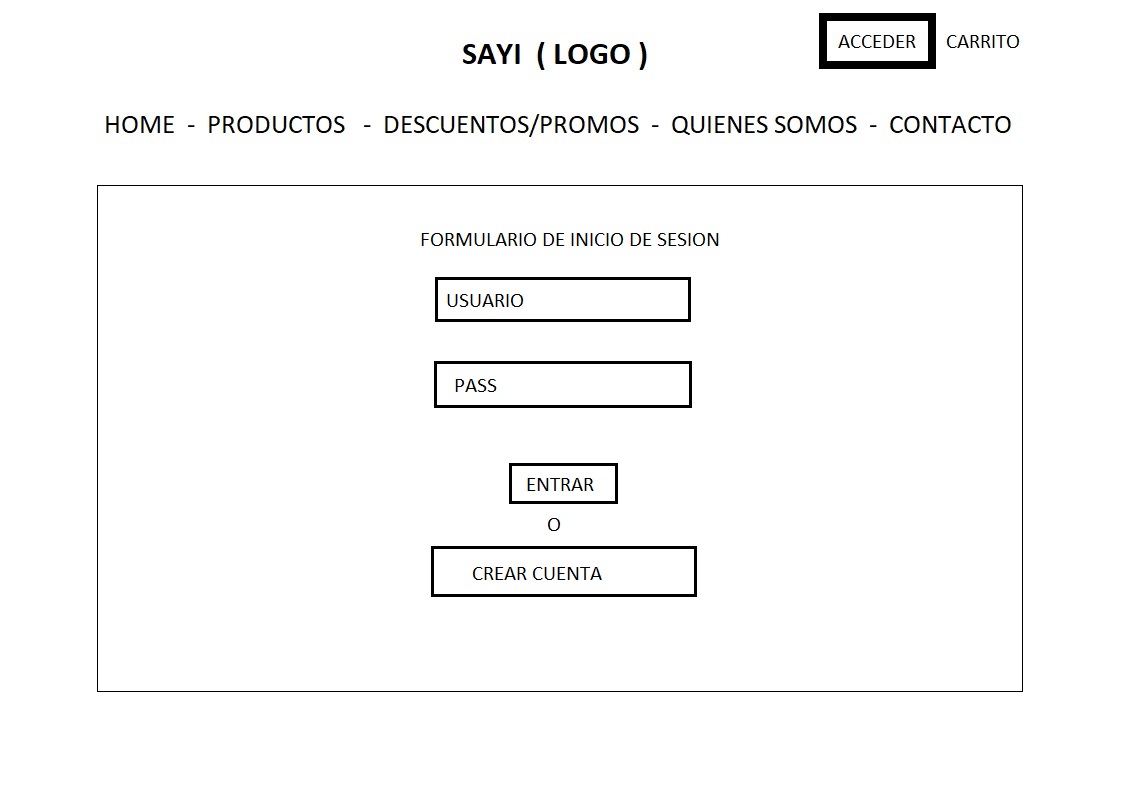 ACCEDER CARRITO
SAYI ( LOGO )
HOME - PRODUCTOS - DESCUENTOS/PROMOS - QUIENES SOMOS - CONTACTO
FORMULARIO DE INICIO DE SESION
USUARIO
PASS
ENTRAR
O
CREAR CUENTA